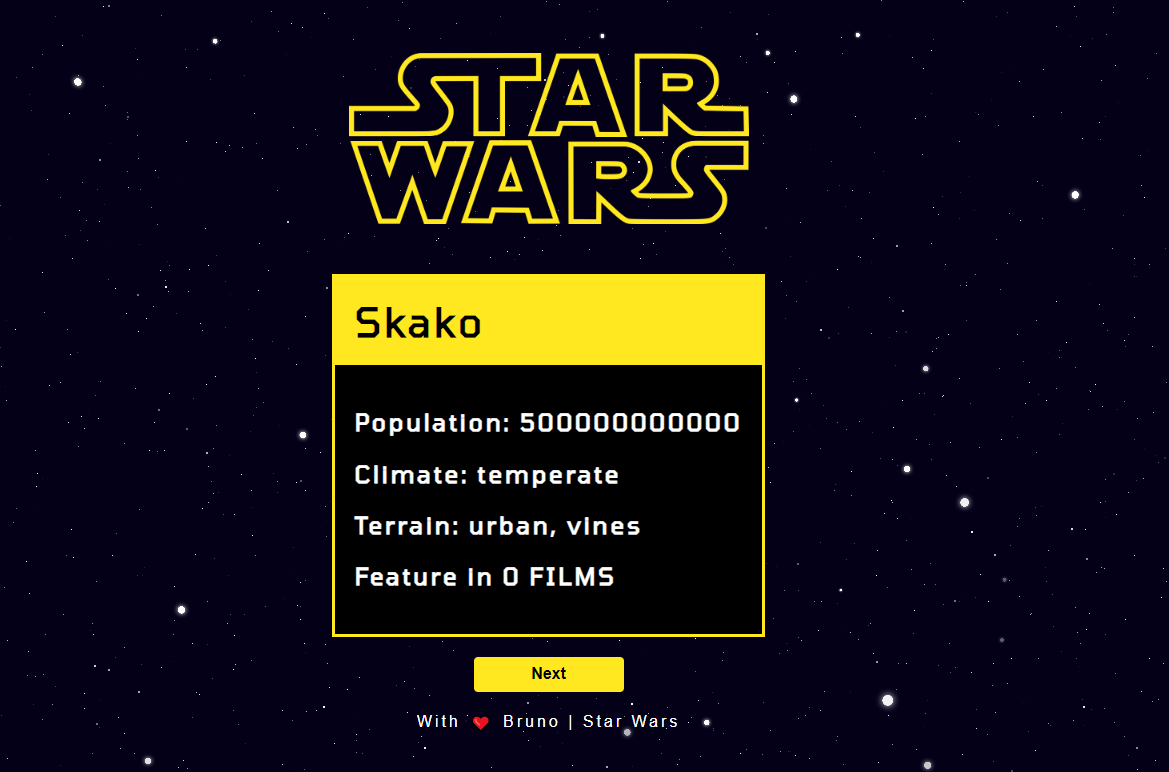 STAR
WARS
Skako
Population: 500000000000
Climate: temperate
Terrain: urban, vines
Feature in 0 FILMS
Next
With ❤ Bruno | Star Wars